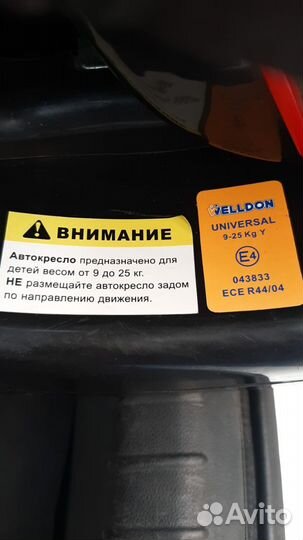 ВНИМАНИЕ
Автокресло предназначено для
детей весом от 9 до 25 кг.
НЕ размещайте автокресло задом
по направлению движения.
WELLDON
UNIVERSAL
9-25 Kg Y
E4
043833
ECE R44/04
Avito